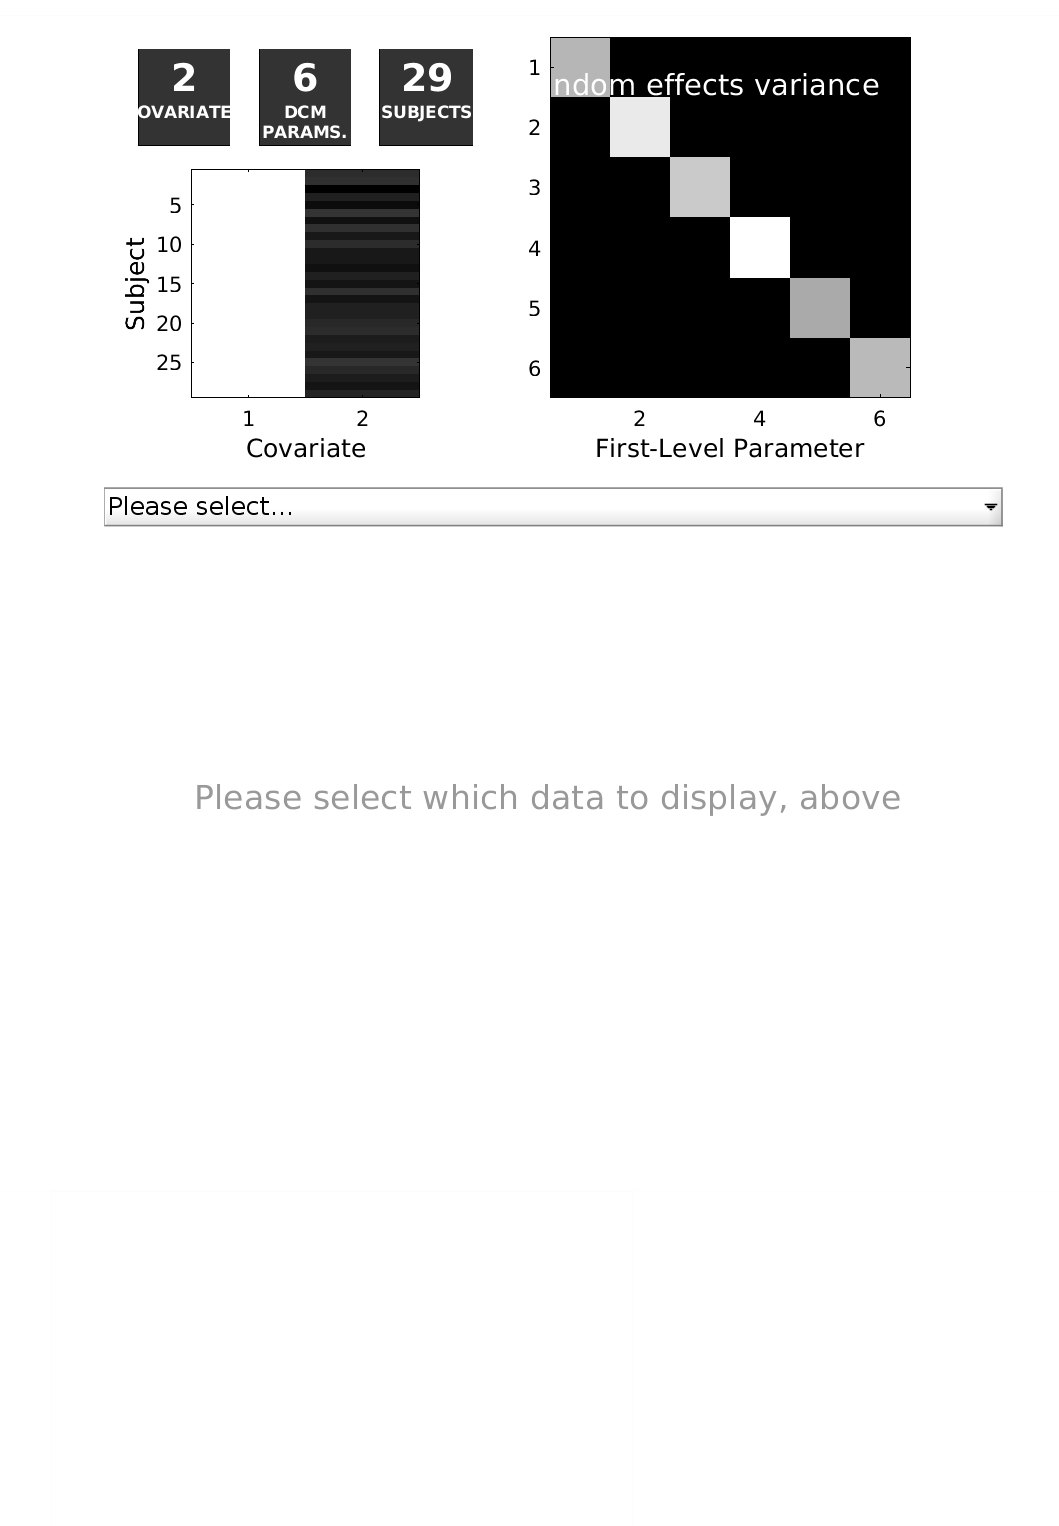 2
OVARIATE
6
DCM
PARAMS.
29
SUBJECTS
5
10
15
20
25
Subject
1
2
Covariate
ndom effects variance
1
2
3
4
5
6
2
4
6
First-Level Parameter
Please select...
Please select which data to display, above